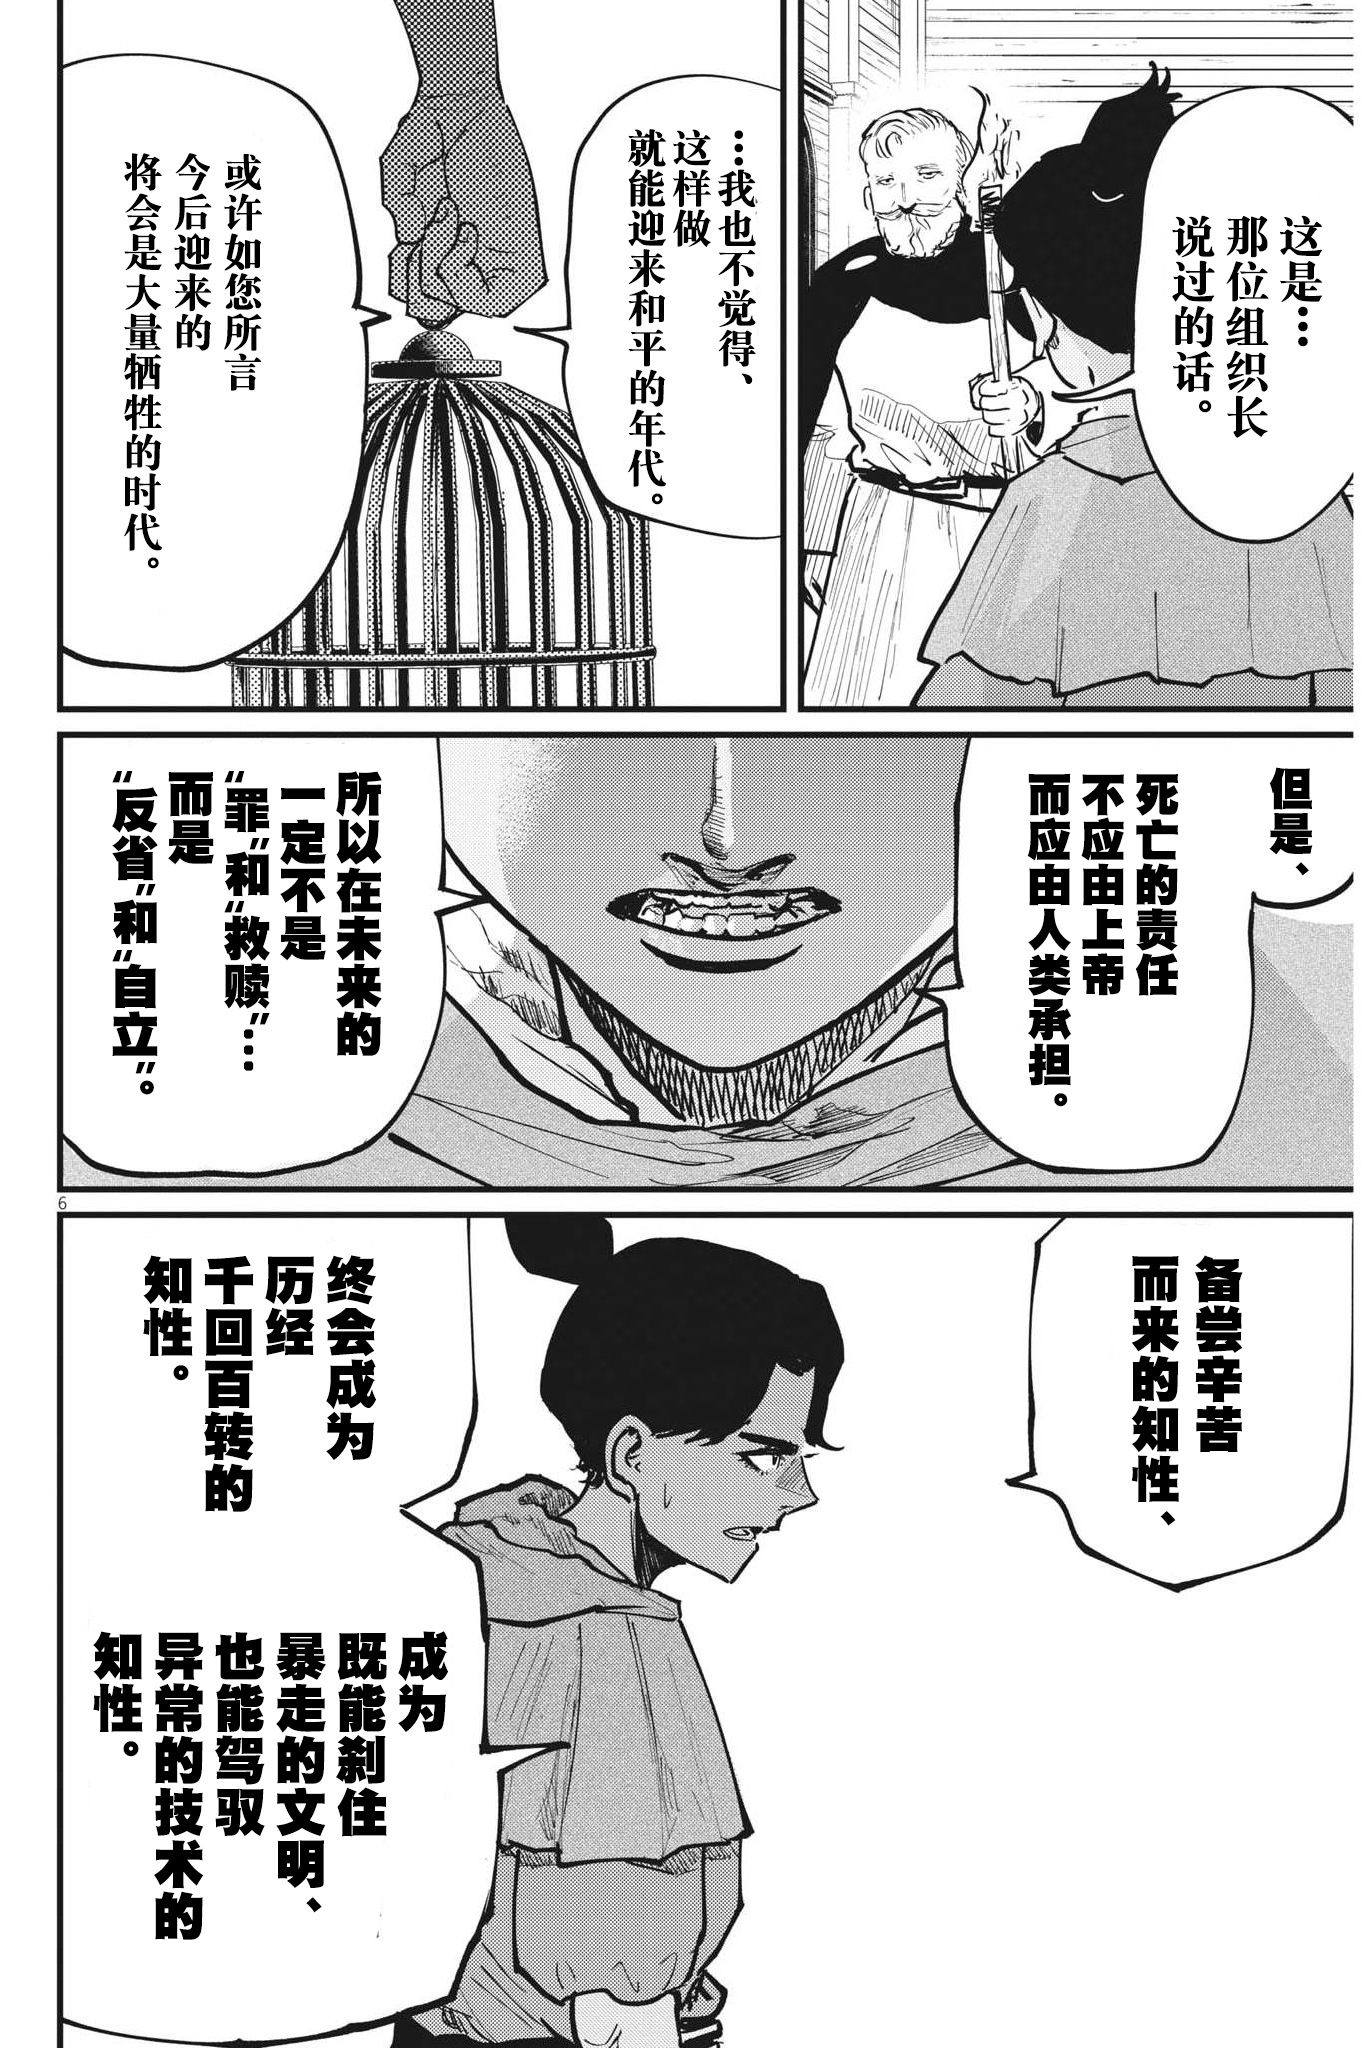 这是…
那位组织长
说过的话。
…我也不觉得、
这样做
就能迎来和平的年代。
或许如您所言
今后迎来的
将会是大量牺牲的时代。
但是、
死亡的责任
不应由上帝
而应由人类承担。
所以在未来的
一定不是
“罪”和“救赎”…
而是
“反省”和“自立”。
6
备尝辛苦
而来的知性、
终会成为
历经
千回百转的
知性。
成为
既能刹住
暴走的文明、
也能驾驭
异常的技术的
知性。